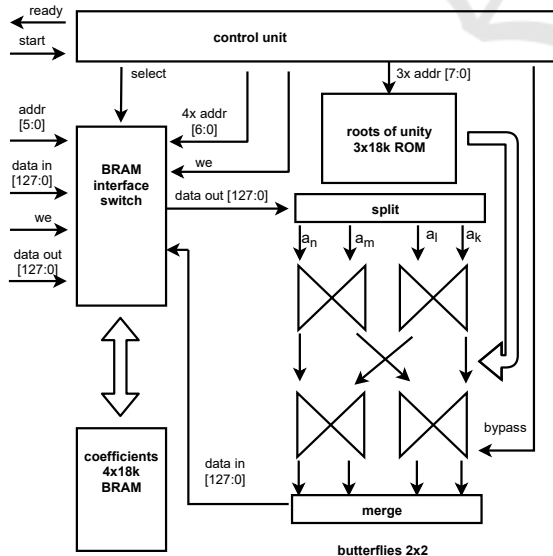 ready
start
control unit
select
4x addr
[6:0]
3x addr [7:0]
addr
[5:0]
roots of unity
3x18k ROM
we
BRAM
interface
switch
data in
[127:0]
data out [127:0]
split
we
data out
[127:0]
an
am
al
ak
bypass
coefficients
4x18k
BRAM
data in
[127:0]
merge
butterflies 2x2